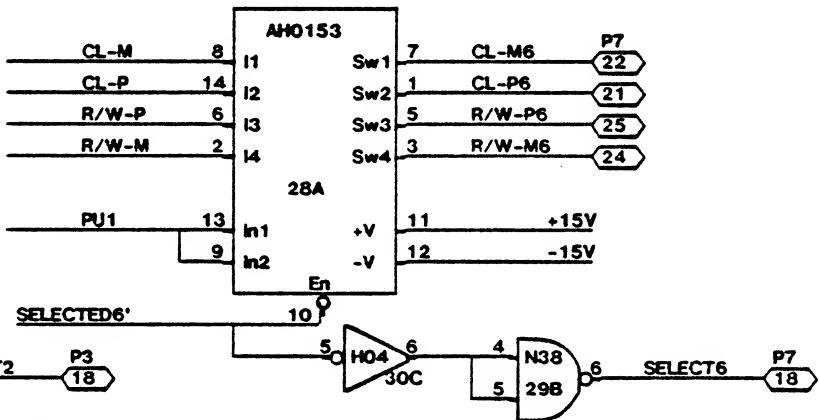 AH0153
P7
CL-M 8 I1 Sw1 7 CL-M6 22
CL-P 14 I2 Sw2 1 CL-P6 21
R/W-P 6 I3 Sw3 5 R/W-P6 25
R/W-M 2 I4 Sw4 3 R/W-M6 24
28A
PU1 13 In1 +V 11 +15V
9 In2 -V 12 -15V
En
SELECTED6' 10
5 H04 6 4 N38 6 SELECT6 P7
30C 5 29B 18
2 P3
18